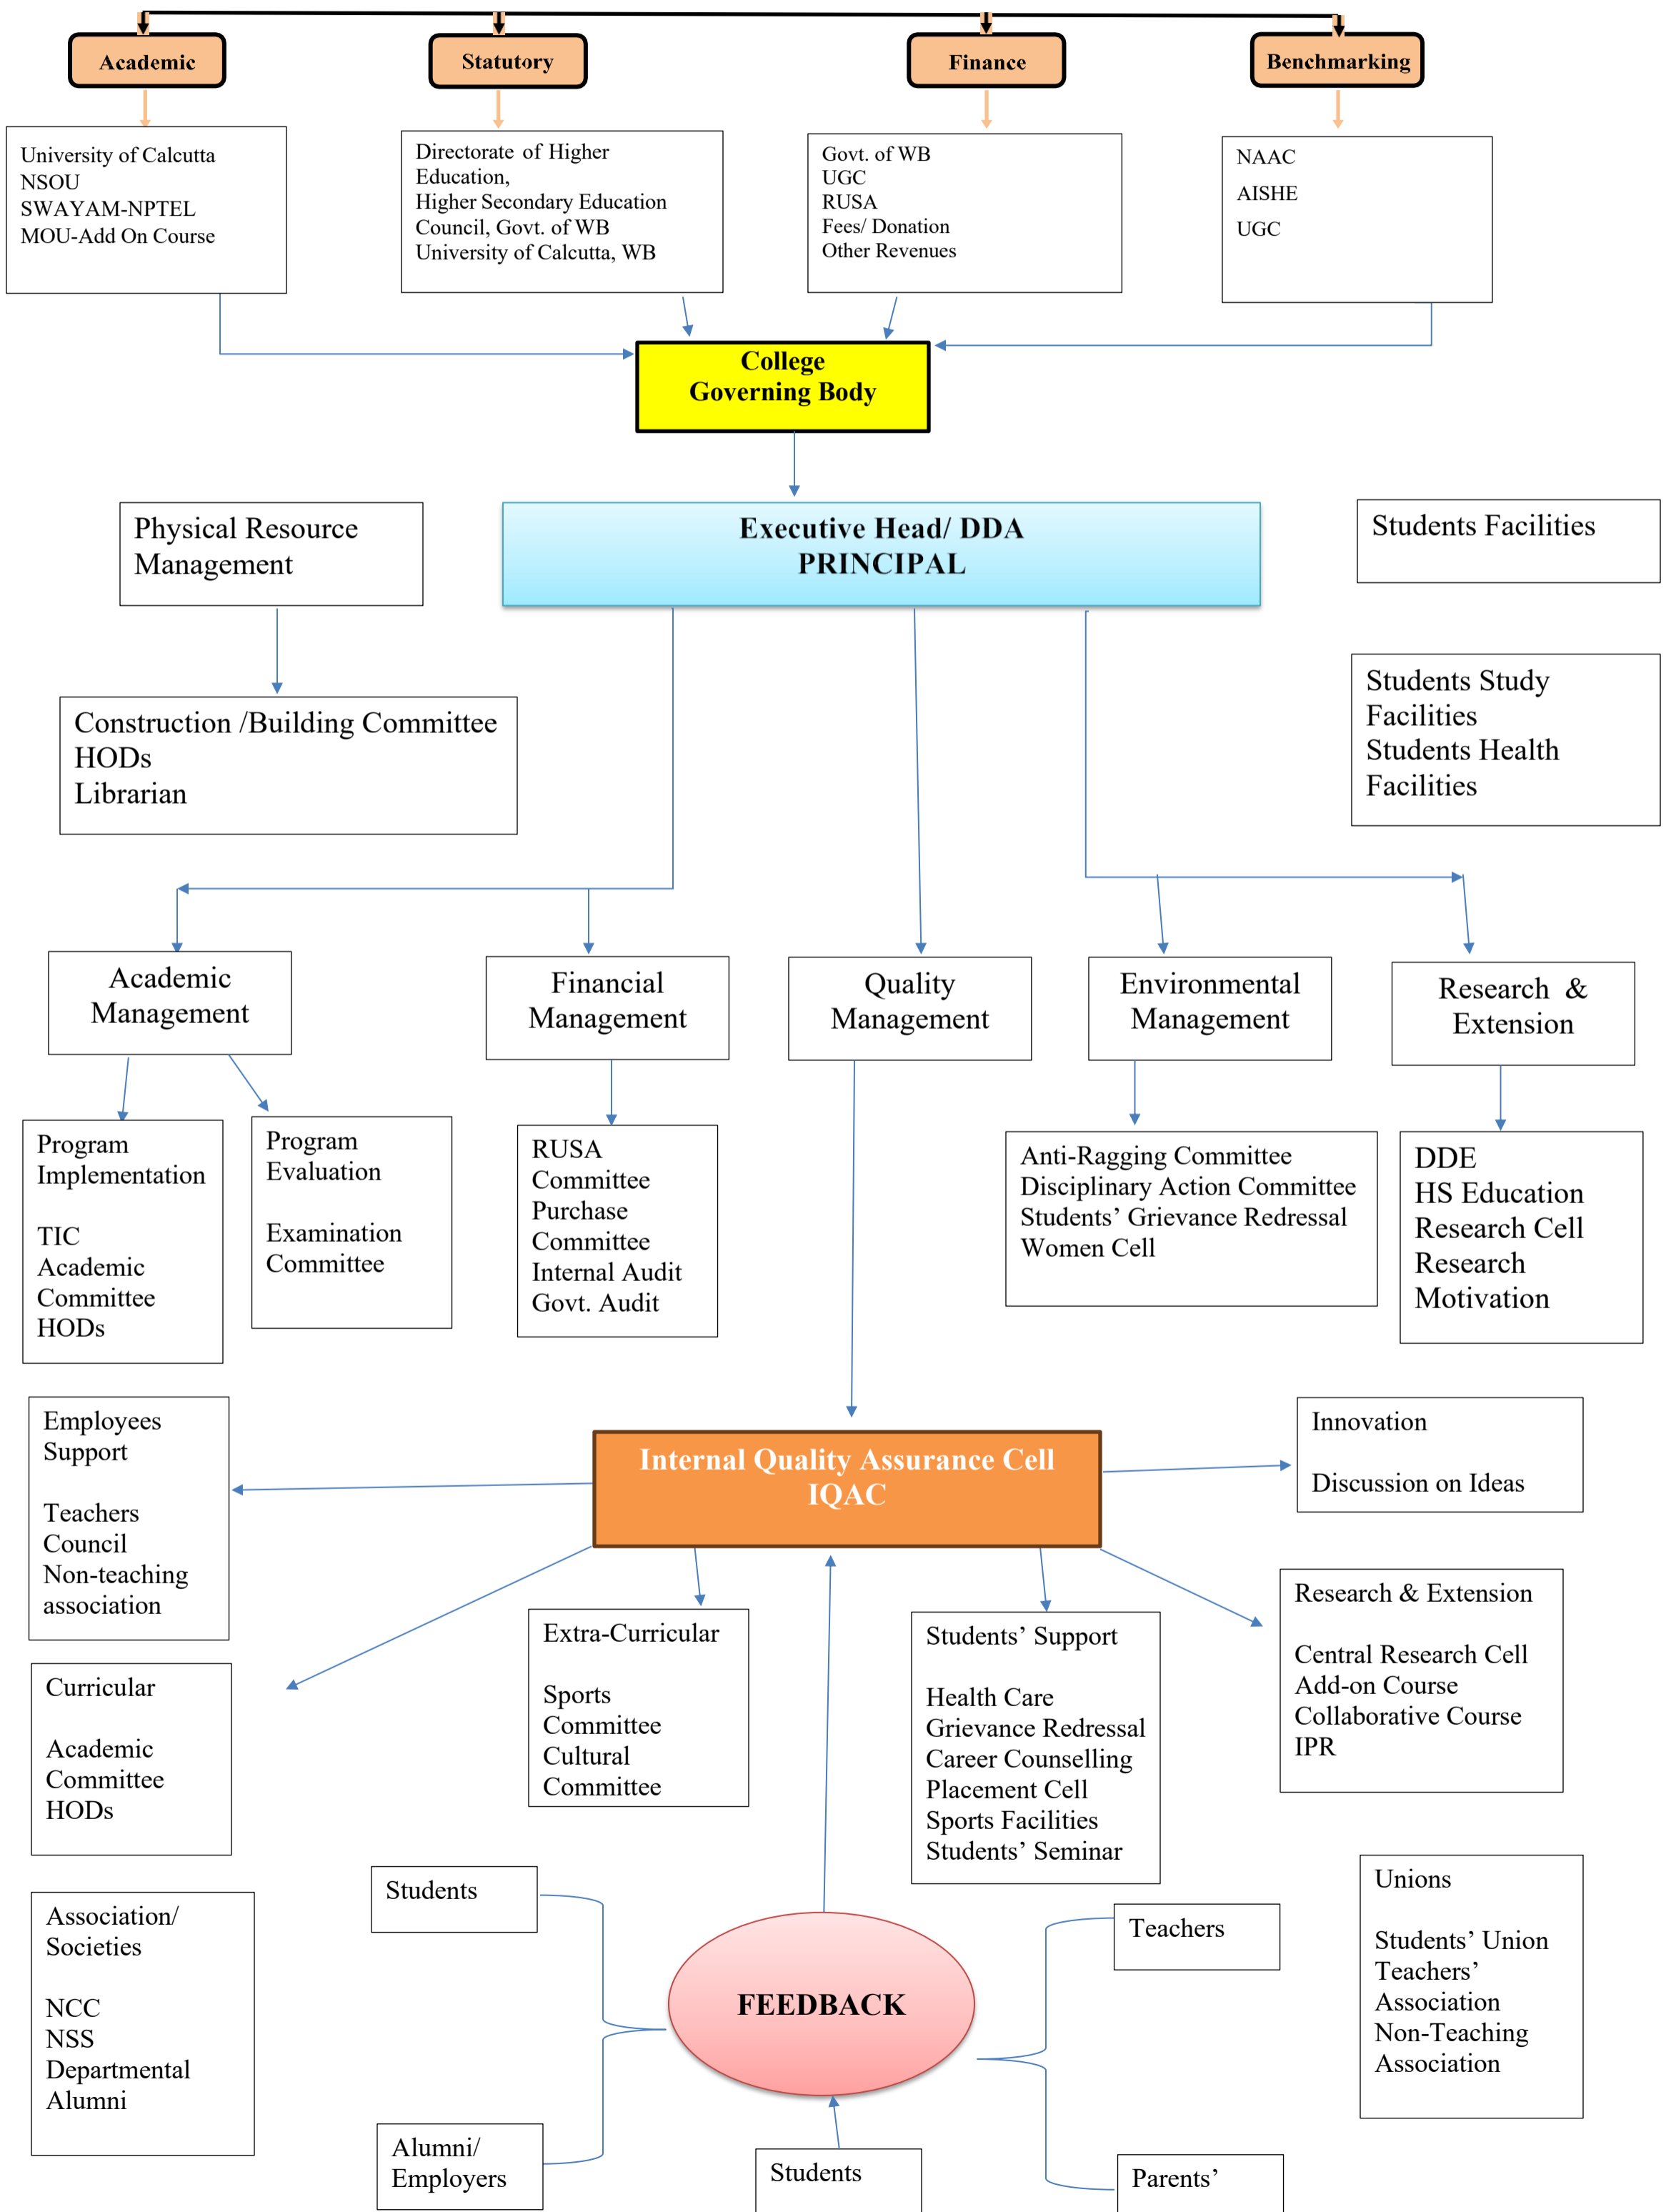 Academic
Statutory
Finance
Benchmarking
University of Calcutta
NSOU
SWAYAM-NPTEL
MOU-Add On Course
Directorate of Higher
Education,
Higher Secondary Education
Council, Govt. of WB
University of Calcutta, WB
Govt. of WB
UGC
RUSA
Fees/ Donation
Other Revenues
NAAC
AISHE
UGC
College
Governing Body
Physical Resource
Management
Executive Head/ DDA
PRINCIPAL
Students Facilities
Construction /Building Committee
HODs
Librarian
Students Study
Facilities
Students Health
Facilities
Academic
Management
Financial
Management
Quality
Management
Environmental
Management
Research &
Extension
Program
Implementation
TIC
Academic
Committee
HODs
Program
Evaluation
Examination
Committee
RUSA
Committee
Purchase
Committee
Internal Audit
Govt. Audit
Anti-Ragging Committee
Disciplinary Action Committee
Students’ Grievance Redressal
Women Cell
DDE
HS Education
Research Cell
Research
Motivation
Employees
Support
Teachers
Council
Non-teaching
association
Internal Quality Assurance Cell
IQAC
Innovation
Discussion on Ideas
Curricular
Academic
Committee
HODs
Extra-Curricular
Sports
Committee
Cultural
Committee
Students’ Support
Health Care
Grievance Redressal
Career Counselling
Placement Cell
Sports Facilities
Students’ Seminar
Research & Extension
Central Research Cell
Add-on Course
Collaborative Course
IPR
Association/
Societies
NCC
NSS
Departmental
Alumni
Students
FEEDBACK
Teachers
Unions
Students’ Union
Teachers’
Association
Non-Teaching
Association
Alumni/
Employers
Students
Parents’